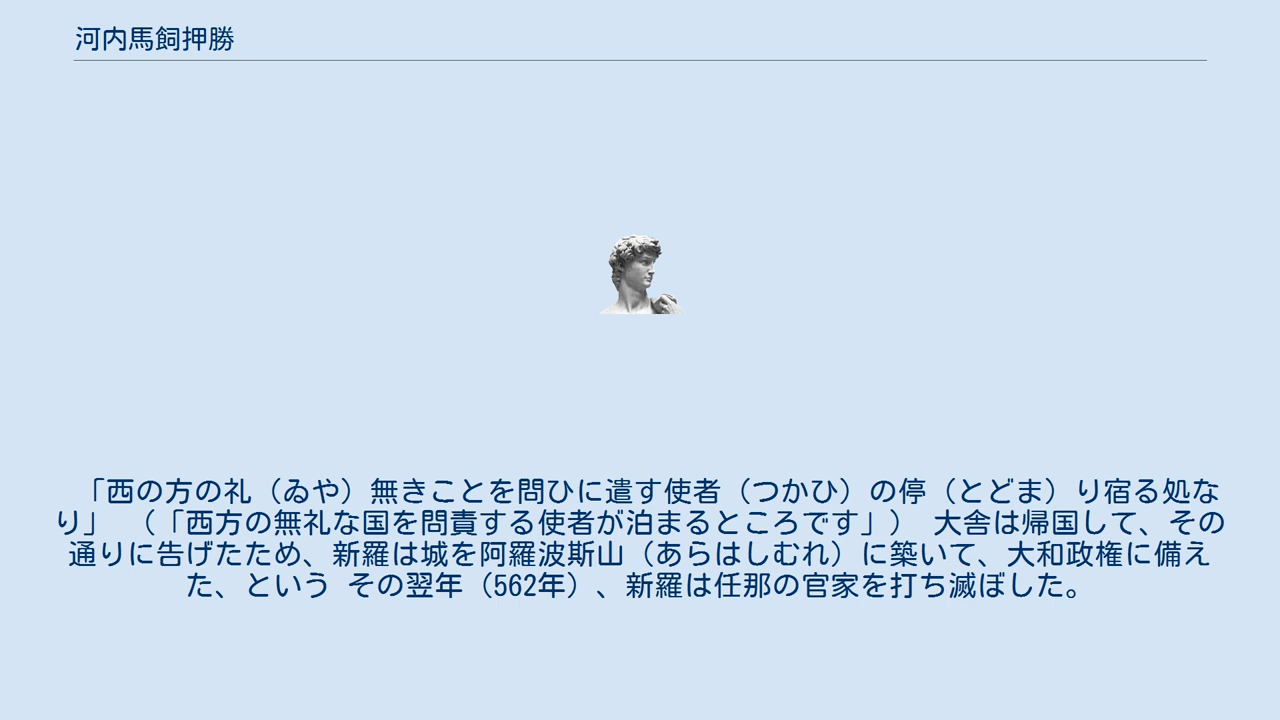 河内馬飼押勝
「西の方の礼（ゐや）無きことを問ひに遣す使者（つかひ）の停（とどま）り宿る処な
り」 （「西方の無礼な国を問責する使者が泊まるところです」） 大舎は帰国して、その
通りに告げたため、新羅は城を阿羅波斯山（あらはしむれ）に築いて、大和政権に備え
た、という その翌年（562年）、新羅は任那の官家を打ち滅ぼした。